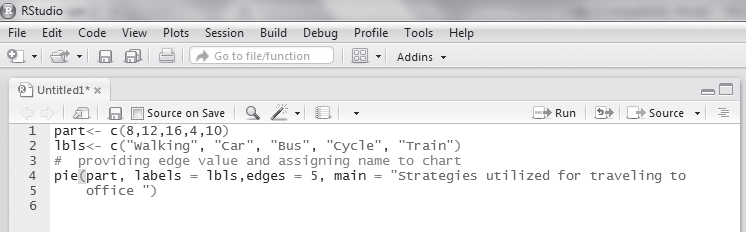 RStudio
File Edit Code View Plots Session Build Debug Profile Tools Help
Go to file/function Addins
Untitled1*
Source on Save Run Source
1 part<- c(8,12,16,4,10)
2 lbls<- c("Walking", "Car", "Bus", "Cycle", "Train")
3 #  providing edge value and assigning name to chart
4 pie(part, labels = lbls,edges = 5, main = "Strategies utilized for traveling to
5 office ")
6